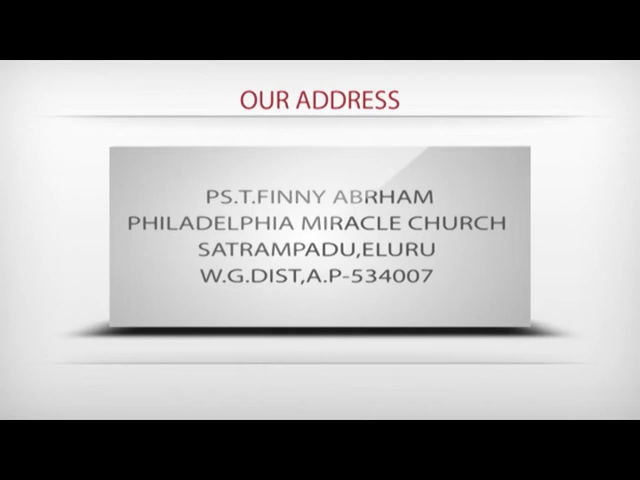 OUR ADDRESS
PS.T.FINNY ABRHAM
PHILADELPHIA MIRACLE CHURCH
SATRAMPADU,ELURU
W.G.DIST,A.P-534007